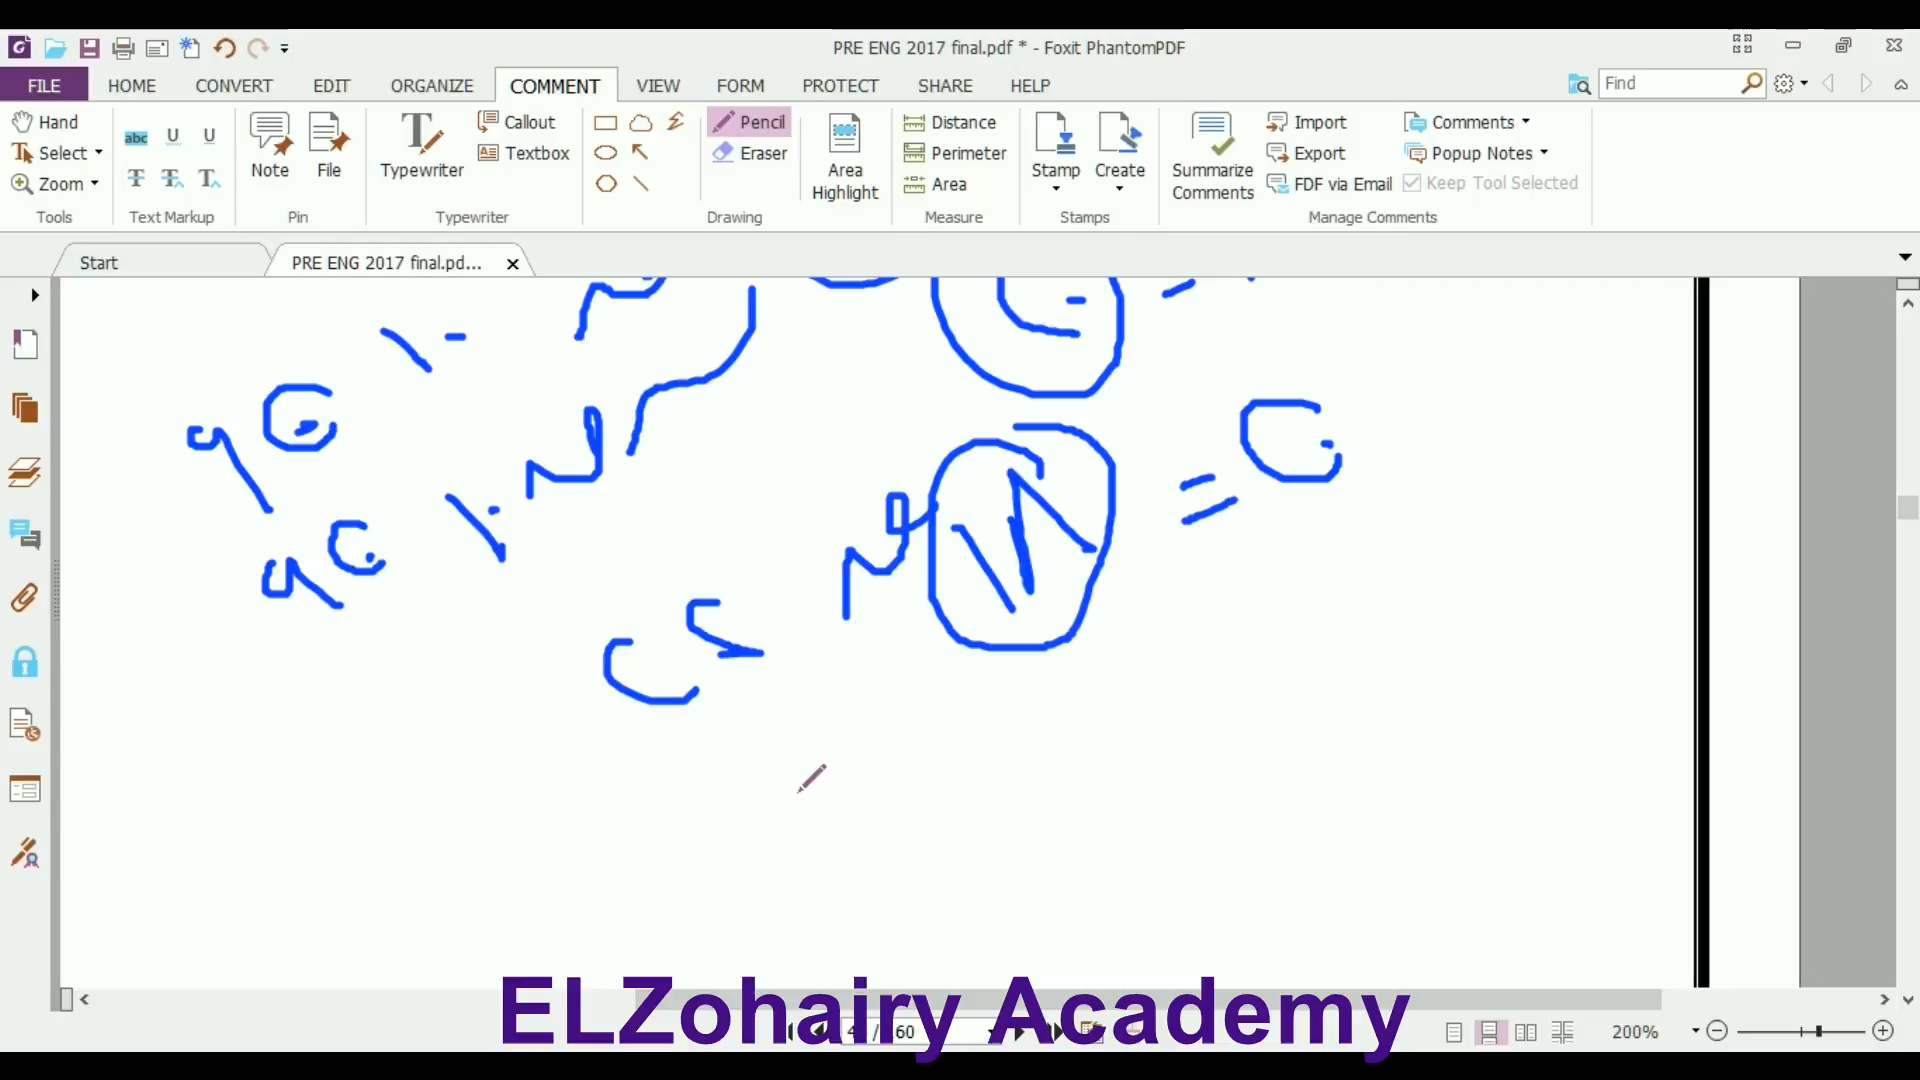 PRE ENG 2017 final.pdf * - Foxit PhantomPDF
FILE HOME CONVERT EDIT ORGANIZE COMMENT VIEW FORM PROTECT SHARE HELP Find
Hand
Select
Zoom
Tools
abc U U
T T T
Text Markup
Note File
Pin
Typewriter
Callout
Textbox
Typewriter
Pencil
Eraser
Drawing
Area Highlight
Distance
Perimeter
Area
Measure
Stamp Create
Stamps
Summarize Comments
Import
Export
FDF via Email
Comments
Popup Notes
Keep Tool Selected
Manage Comments
Start PRE ENG 2017 final.pd...
ELZohairy Academy
/ 60
200%